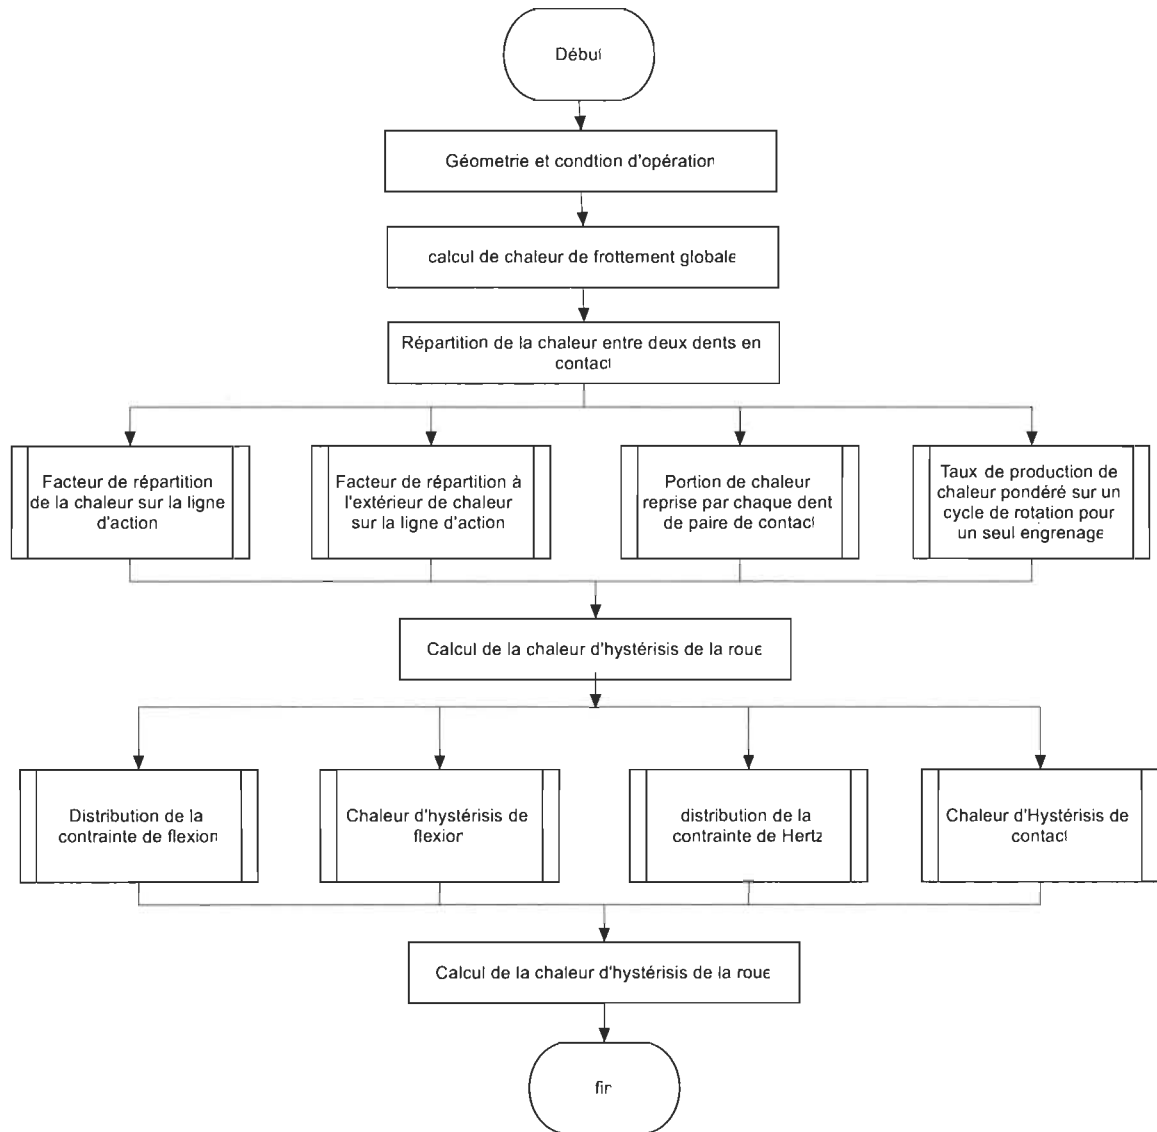 Début
Géometrie et condtion d'opération
calcul de chaleur de frottement globale
Répartition de la chaleur entre deux dents en
contact
Facteur de répartition
de la chaleur sur la ligne
d'action
Facteur de répartition à
l'extérieur de chaleur
sur la ligne d'action
Portion de chaleur
reprise par chaque dent
de paire de contact
Taux de production de
chaleur pondéré sur un
cycle de rotation pour
un seul engrenage
Calcul de la chaleur d'hystérisis de la roue
Distribution de la
contrainte de flexion
Chaleur d'hystérisis de
flexion
distribution de la
contrainte de Hertz
Chaleur d'Hystérisis de
contact
Calcul de la chaleur d'hystérisis de la roue
fin